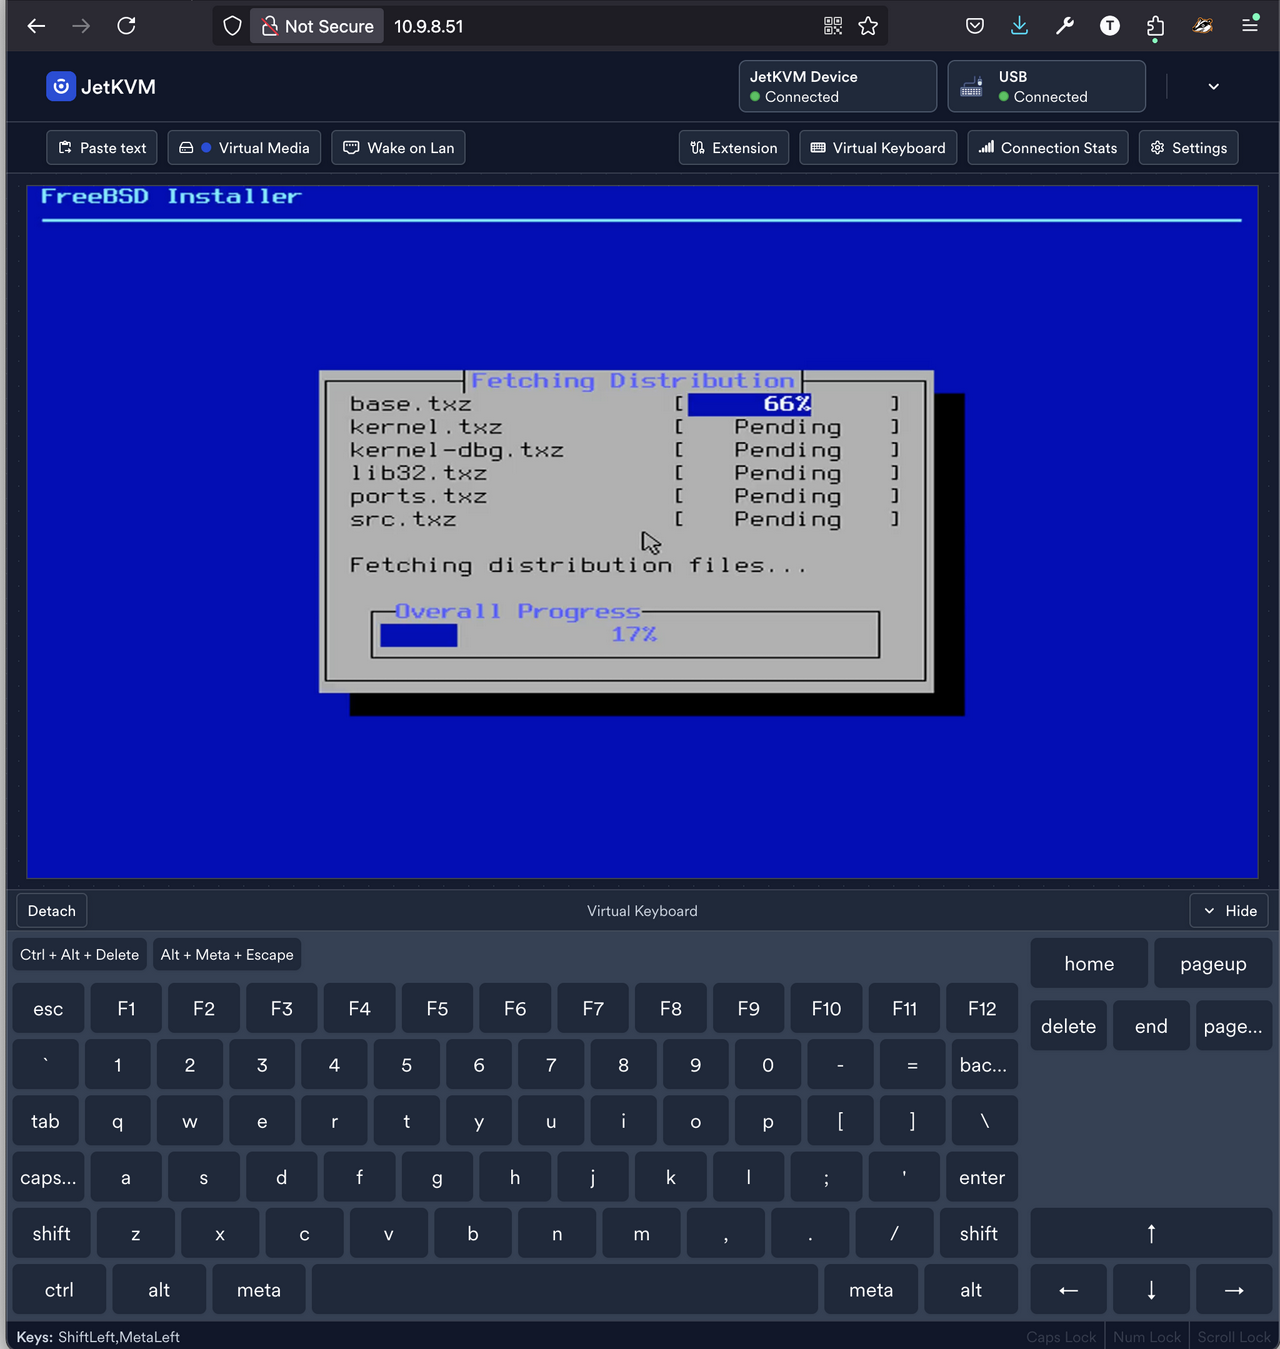 Not Secure 10.9.8.51
T
JetKVM
JetKVM Device
Connected
USB
Connected
Paste text
Virtual Media
Wake on Lan
Extension
Virtual Keyboard
Connection Stats
Settings
FreeBSD Installer
Fetching Distribution
base.txz [ 66% ]
kernel.txz [ Pending ]
kernel-dbg.txz [ Pending ]
lib32.txz [ Pending ]
ports.txz [ Pending ]
src.txz [ Pending ]
Fetching distribution files...
Overall Progress
17%
Detach
Virtual Keyboard
Hide
Ctrl + Alt + Delete
Alt + Meta + Escape
home
pageup
esc F1 F2 F3 F4 F5 F6 F7 F8 F9 F10 F11 F12
delete end page...
` 1 2 3 4 5 6 7 8 9 0 - = bac...
tab q w e r t y u i o p [ ] \
caps... a s d f g h j k l ; ' enter
shift z x c v b n m , . / shift ↑
ctrl alt meta meta alt ← ↓ →
Keys: ShiftLeft,MetaLeft
Caps Lock Num Lock Scroll Lock